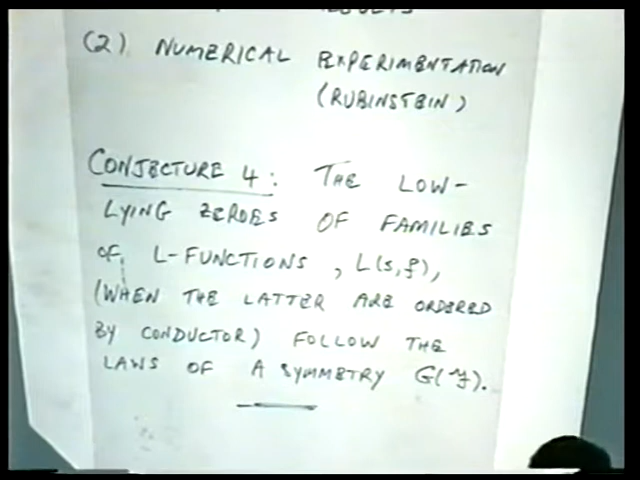 RESULTS
(2) NUMERICAL EXPERIMENTATION
(RUBINSTEIN)
CONJECTURE 4: THE LOW-
LYING ZEROES OF FAMILIES
OF L-FUNCTIONS, L(s,f),
(WHEN THE LATTER ARE ORDERED
BY CONDUCTOR) FOLLOW THE
LAWS OF A SYMMETRY G(ℱ).